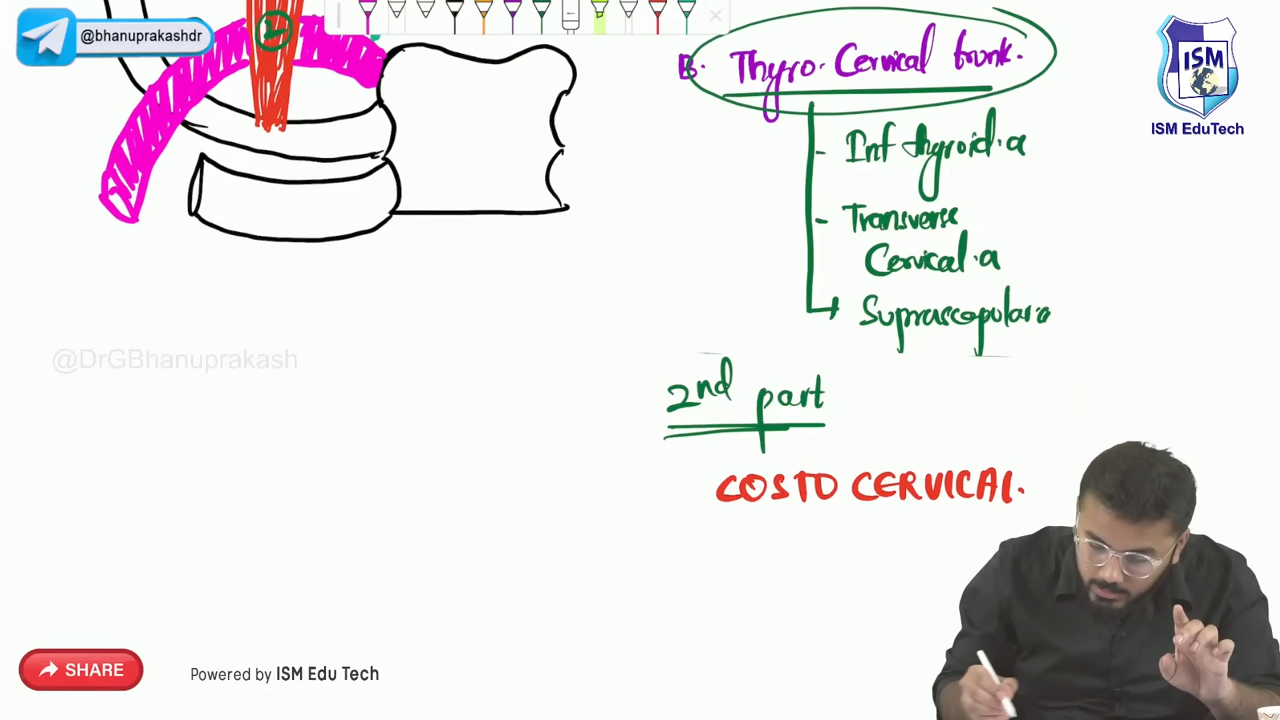 @bhanuprakashdr
2
B. Thyro. Cervical trunk.
ISM
ISM EduTech
- Inf thyroid.a
- Transverse
Cervical.a
Suprascapular.a
@DrGBhanuprakash
2nd part
COSTO CERVICAL.
SHARE
Powered by ISM Edu Tech